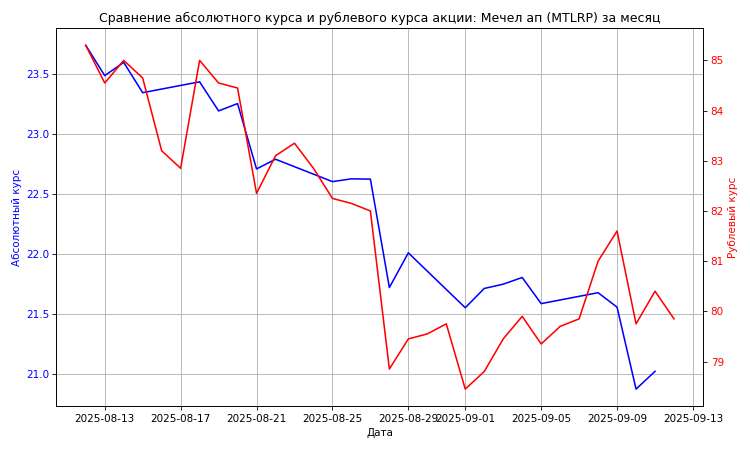 Сравнение абсолютного курса и рублевого курса акции: Мечел ап (MTLRP) за месяц
Абсолютный курс
23.5
23.0
22.5
22.0
21.5
21.0
85
84
83
82
81
80
79
Рублевый курс
2025-08-13 2025-08-17 2025-08-21 2025-08-25 2025-08-29 2025-09-01 2025-09-05 2025-09-09 2025-09-13
Дата